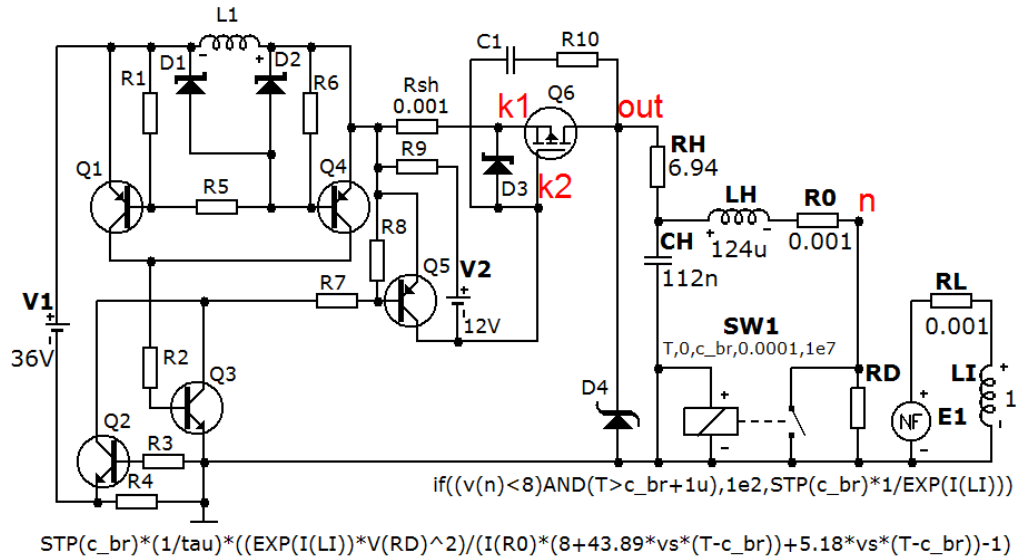 L1
D1
D2
R1
R6
C1
R10
Rsh
0.001
k1
Q6
out
R9
RH
6.94
D3
k2
Q1
R5
Q4
LH
R0
n
124u
0.001
R8
CH
112n
Q5
V2
12V
R7
RL
0.001
V1
36V
R2
Q3
SW1
T,0,c_br,0.0001,1e7
RD
LI
1
D4
NF
E1
Q2
R3
R4
if((v(n)<8)AND(T>c_br+1u),1e2,STP(c_br)*1/EXP(I(LI)))
STP(c_br)*(1/tau)*((EXP(I(LI))*V(RD)^2)/(I(R0)*(8+43.89*vs*(T-c_br))+5.18*vs*(T-c_br))-1)